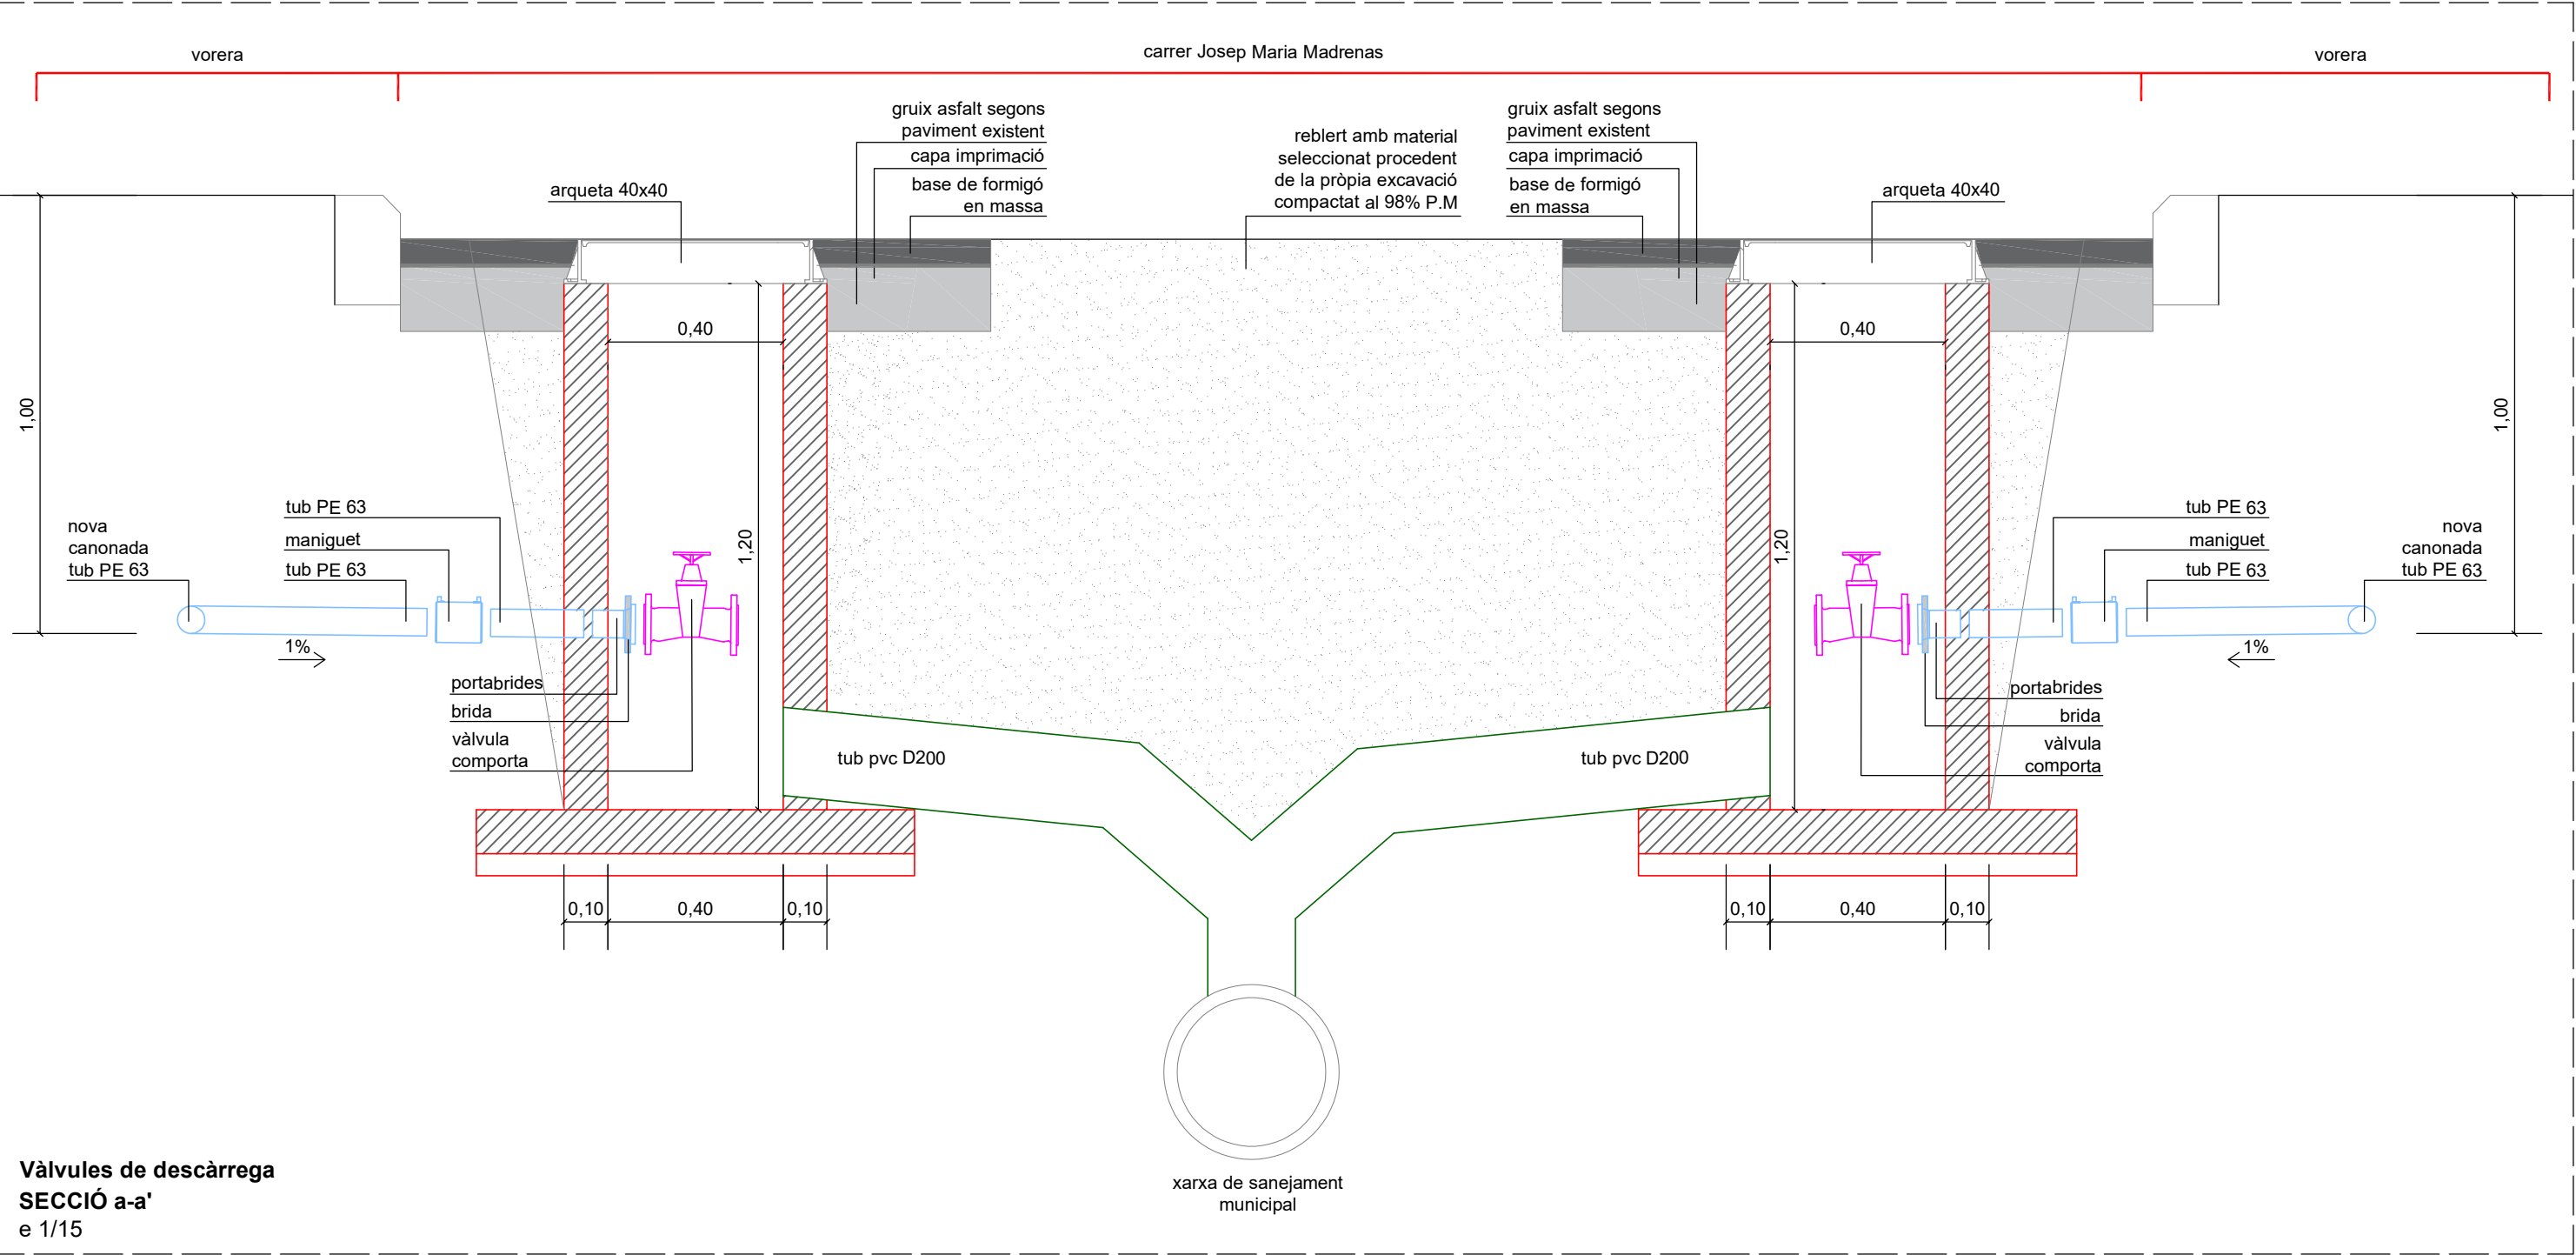 vorera
carrer Josep Maria Madrenas
vorera
gruix asfalt segons
paviment existent
capa imprimació
base de formigó
en massa
reblert amb material
seleccionat procedent
de la pròpia excavació
compactat al 98% P.M
gruix asfalt segons
paviment existent
capa imprimació
base de formigó
en massa
arqueta 40x40
arqueta 40x40
0,40
0,40
1,00
1,00
1,20
1,20
tub PE 63
maniguet
tub PE 63
nova
canonada
tub PE 63
1%
tub PE 63
maniguet
tub PE 63
nova
canonada
tub PE 63
1%
portabrides
brida
vàlvula
comporta
portabrides
brida
vàlvula
comporta
tub pvc D200
tub pvc D200
0,10
0,40
0,10
0,10
0,40
0,10
xarxa de sanejament
municipal
Vàlvules de descàrrega
SECCIÓ a-a'
e 1/15